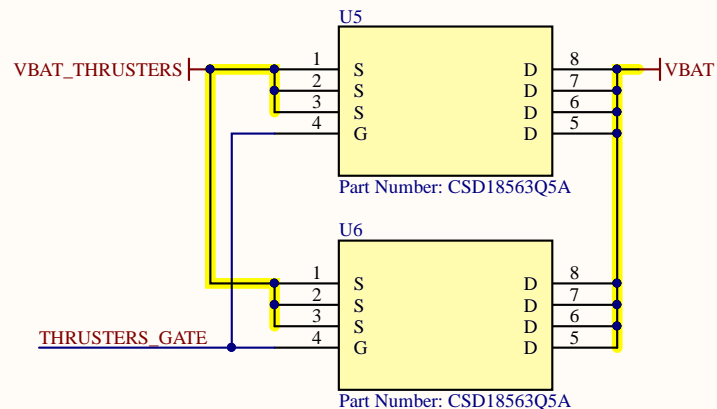 U5
VBAT_THRUSTERS
1 S D 8
VBAT
2 S D 7
3 S D 6
4 G D 5
Part Number: CSD18563Q5A
U6
1 S D 8
2 S D 7
3 S D 6
THRUSTERS_GATE
4 G D 5
Part Number: CSD18563Q5A